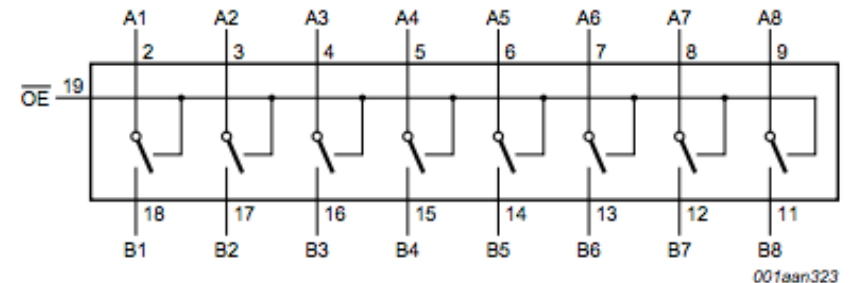 A1 A2 A3 A4 A5 A6 A7 A8
2 3 4 5 6 7 8 9
OE 19
18 17 16 15 14 13 12 11
B1 B2 B3 B4 B5 B6 B7 B8
001aan323